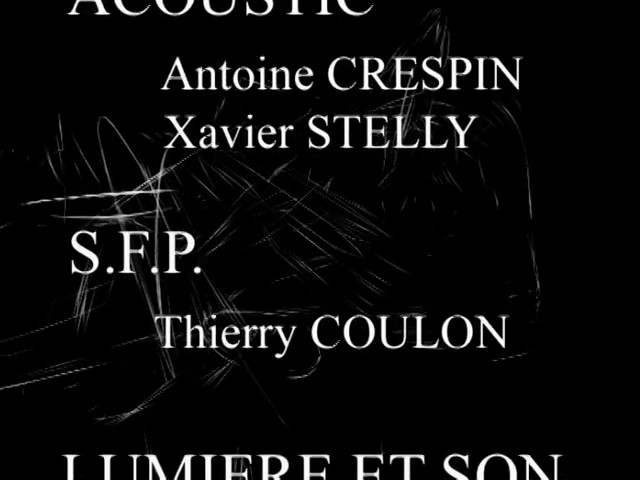 ACOUSTIC
Antoine CRESPIN
Xavier STELLY
S.F.P.
Thierry COULON
LUMIERE ET SON